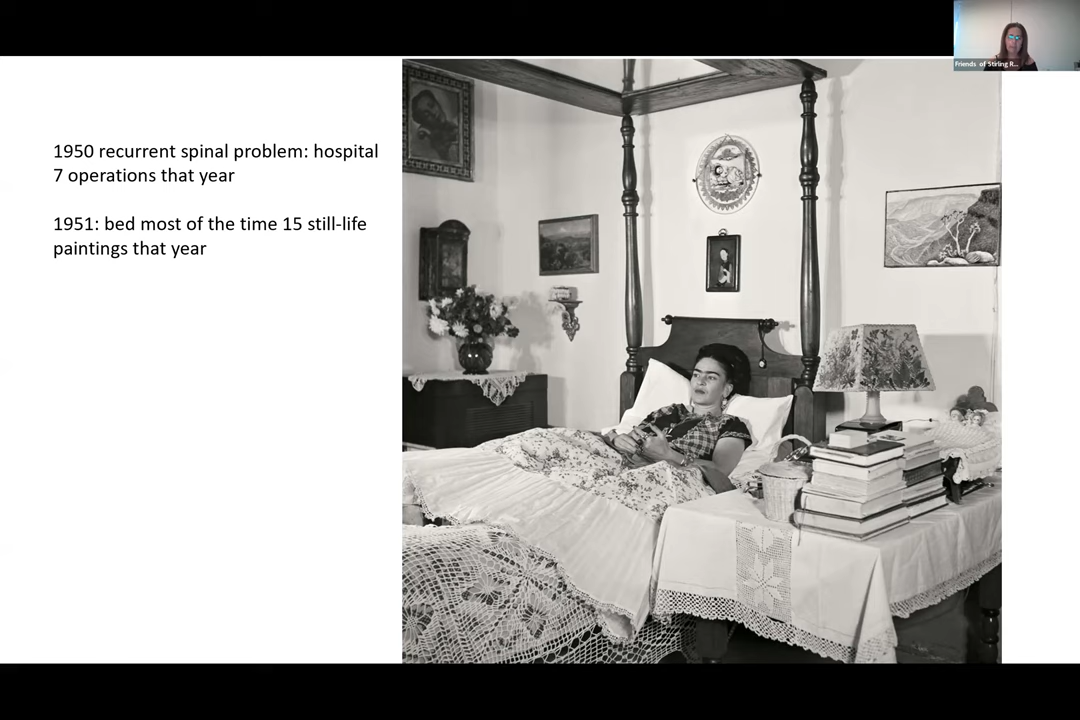 Friends of Stirling R...
1950 recurrent spinal problem: hospital
7 operations that year
1951: bed most of the time 15 still-life
paintings that year